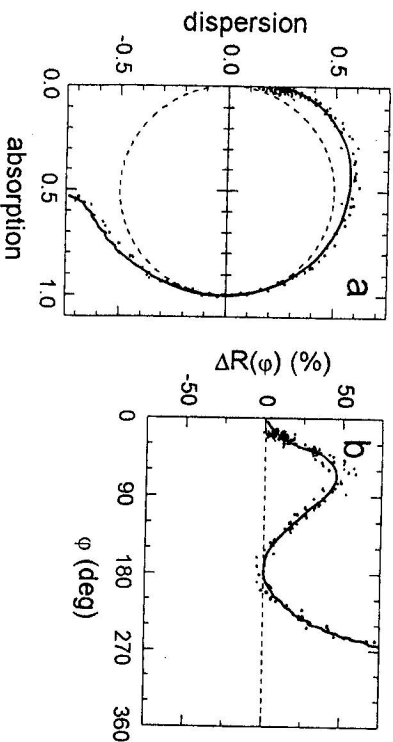 dispersion
-0.5
0.0
0.5
0.0
0.5
1.0
absorption
a
ΔR(φ) (%)
-50
0
50
0
90
180
270
360
φ (deg)
b